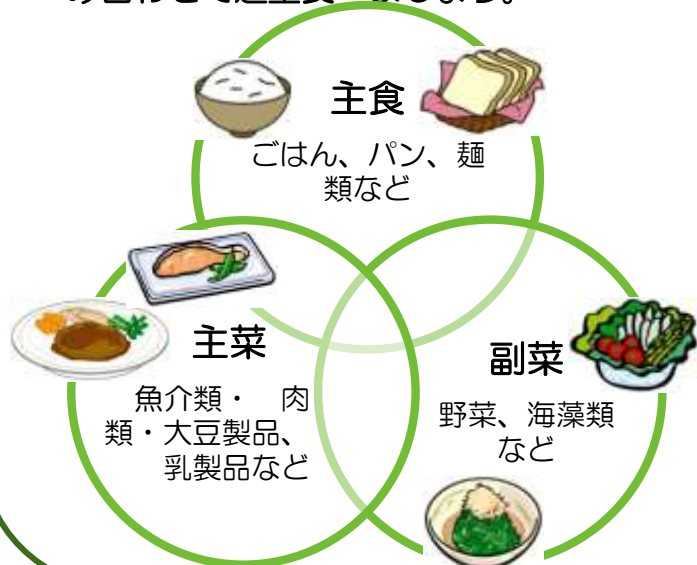 主食
ごはん、パン、麺
類など
主菜
魚介類・　肉
類・大豆製品、
乳製品など
副菜
野菜、海藻類
など